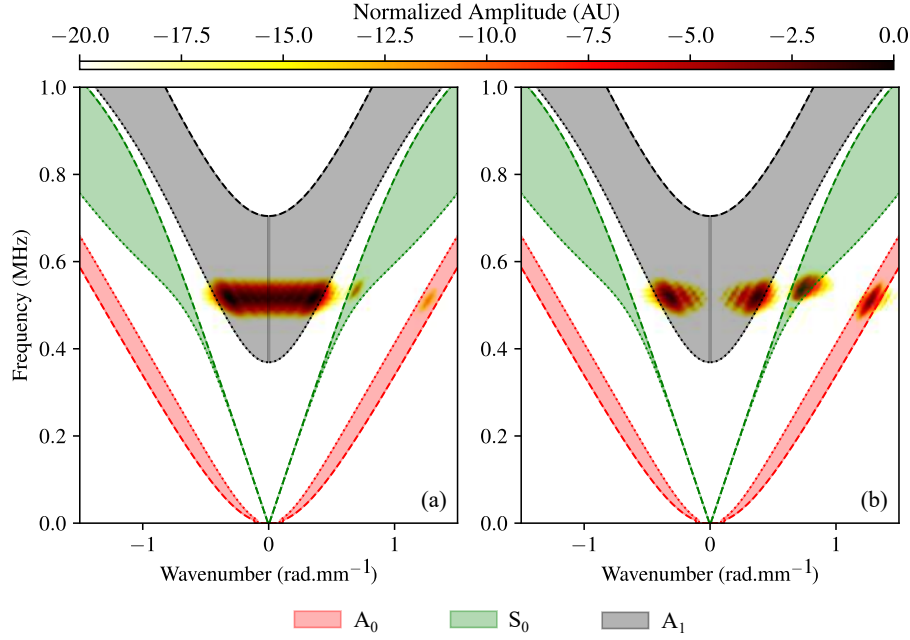 Normalized Amplitude (AU)
−20.0 −17.5 −15.0 −12.5 −10.0 −7.5 −5.0 −2.5 0.0
Frequency (MHz)
1.0
0.8
0.6
0.4
0.2
0.0
−1 0 1
Wavenumber (rad.mm⁻¹)
(a)
−1 0 1
Wavenumber (rad.mm⁻¹)
(b)
A₀ S₀ A₁